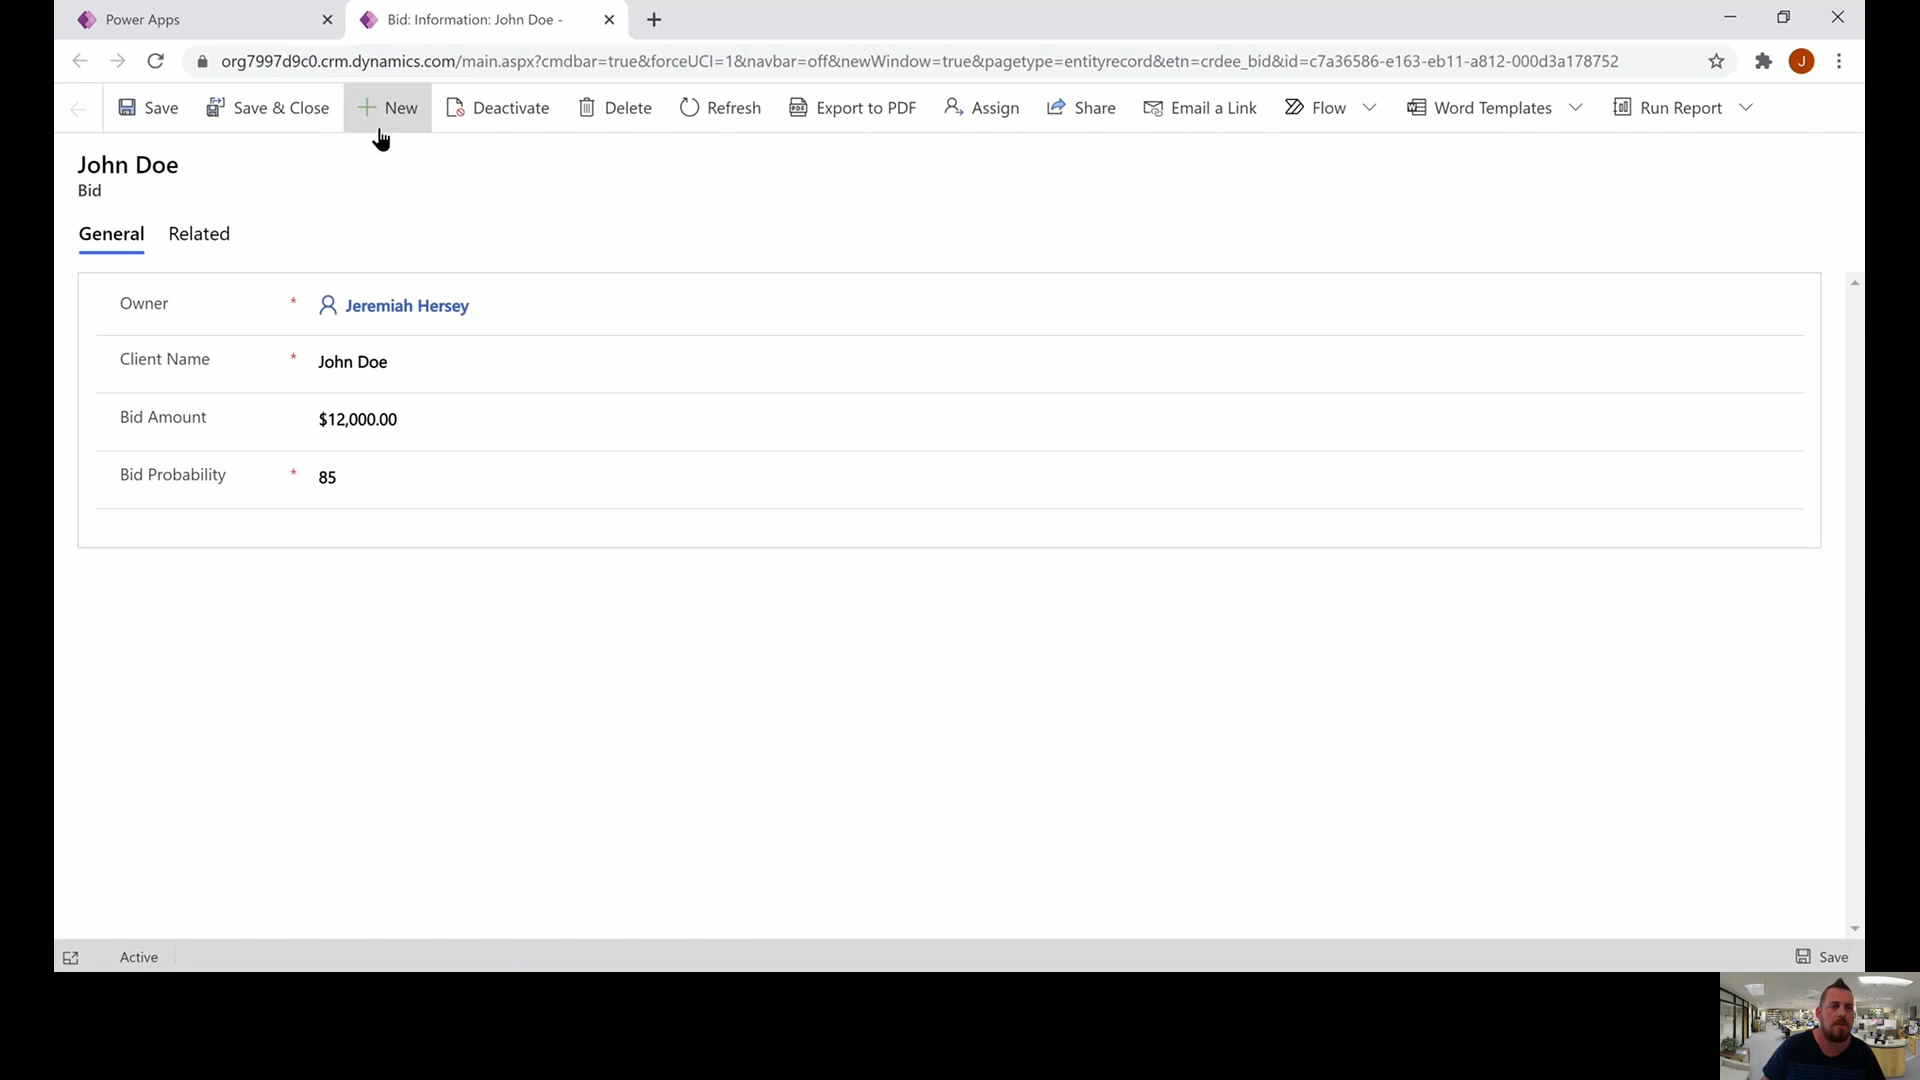 Power Apps
Bid: Information: John Doe -
org7997d9c0.crm.dynamics.com/main.aspx?cmdbar=true&forceUCI=1&navbar=off&newWindow=true&pagetype=entityrecord&etn=crdee_bid&id=c7a36586-e163-eb11-a812-000d3a178752
J
Save Save & Close New Deactivate Delete Refresh Export to PDF Assign Share Email a Link Flow Word Templates Run Report
John Doe
Bid
General Related
Owner * Jeremiah Hersey
Client Name * John Doe
Bid Amount $12,000.00
Bid Probability * 85
Active
Save